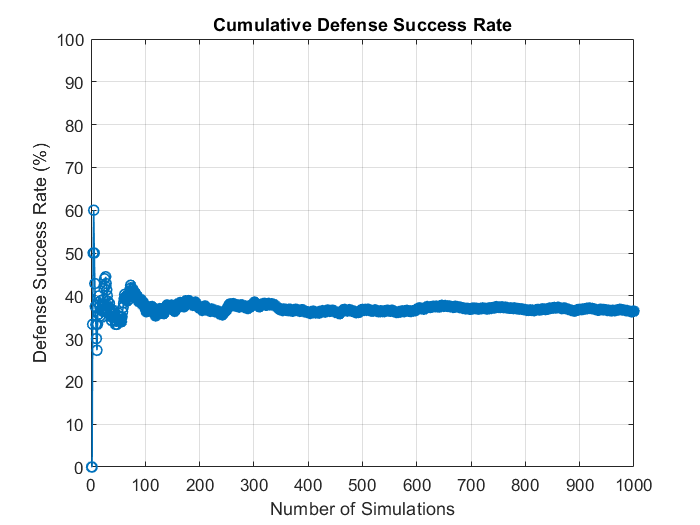 Cumulative Defense Success Rate
100
90
80
70
60
50
40
30
20
10
0
Defense Success Rate (%)
0 100 200 300 400 500 600 700 800 900 1000
Number of Simulations